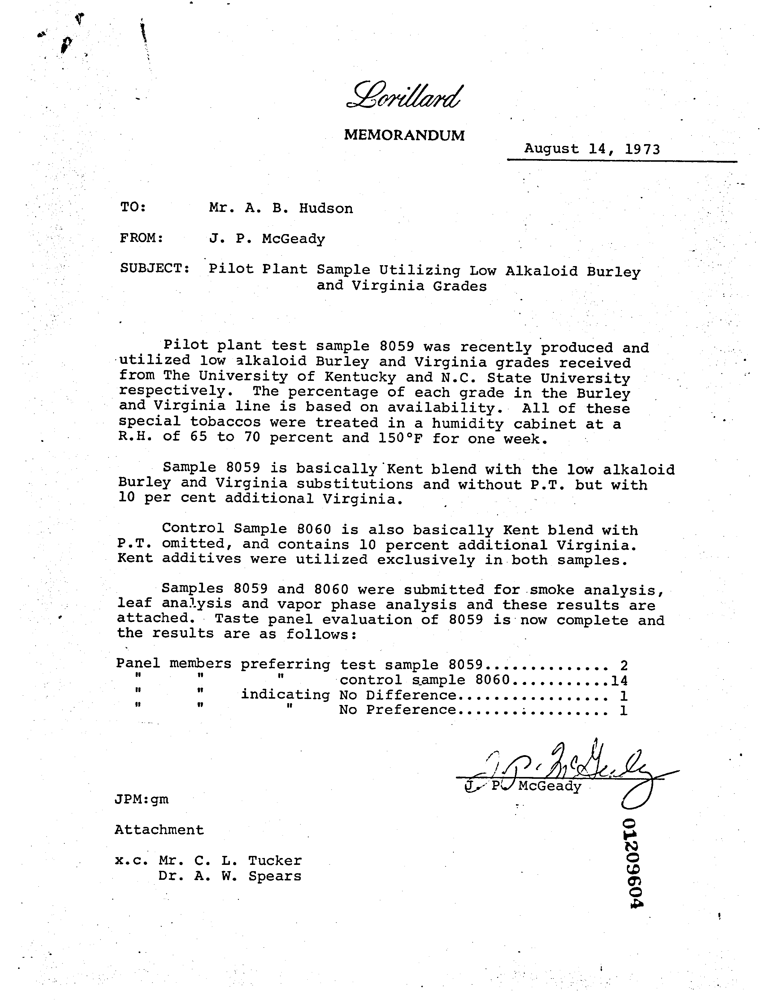 Lorillard
MEMORANDUM
August 14, 1973
TO: Mr. A. B. Hudson
FROM: J. P. McGeady
SUBJECT: Pilot Plant Sample Utilizing Low Alkaloid Burley
and Virginia Grades
Pilot plant test sample 8059 was recently produced and
utilized low alkaloid Burley and Virginia grades received
from The University of Kentucky and N.C. State University
respectively. The percentage of each grade in the Burley
and Virginia line is based on availability. All of these
special tobaccos were treated in a humidity cabinet at a
R.H. of 65 to 70 percent and 150°F for one week.
Sample 8059 is basically Kent blend with the low alkaloid
Burley and Virginia substitutions and without P.T. but with
10 per cent additional Virginia.
Control Sample 8060 is also basically Kent blend with
P.T. omitted, and contains 10 percent additional Virginia.
Kent additives were utilized exclusively in both samples.
Samples 8059 and 8060 were submitted for smoke analysis,
leaf analysis and vapor phase analysis and these results are
attached. Taste panel evaluation of 8059 is now complete and
the results are as follows:
Panel members preferring test sample 8059.............. 2
" " " control sample 8060...........14
" " indicating No Difference................. 1
" " " No Preference................. 1
J. P. McGeady
J. P. McGeady
JPM:gm
Attachment
x.c. Mr. C. L. Tucker
Dr. A. W. Spears
01209604